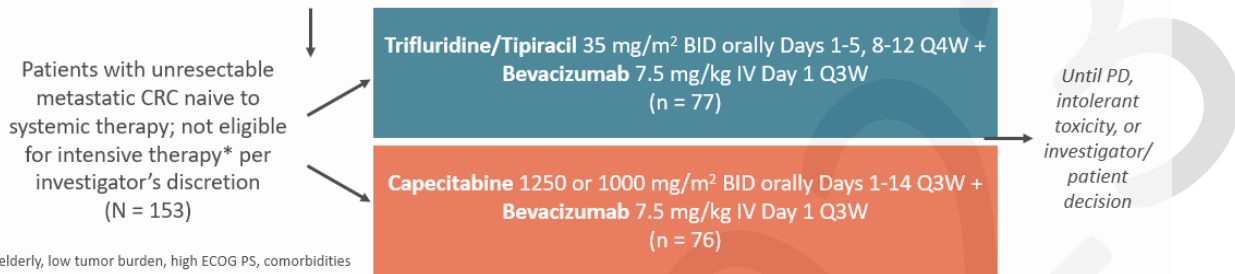 Patients with unresectable
metastatic CRC naive to
systemic therapy; not eligible
for intensive therapy* per
investigator's discretion
(N = 153)
Trifluridine/Tipiracil 35 mg/m² BID orally Days 1-5, 8-12 Q4W +
Bevacizumab 7.5 mg/kg IV Day 1 Q3W
(n = 77)
Capecitabine 1250 or 1000 mg/m² BID orally Days 1-14 Q3W +
Bevacizumab 7.5 mg/kg IV Day 1 Q3W
(n = 76)
Until PD,
intolerant
toxicity, or
investigator/
patient
decision
elderly, low tumor burden, high ECOG PS, comorbidities